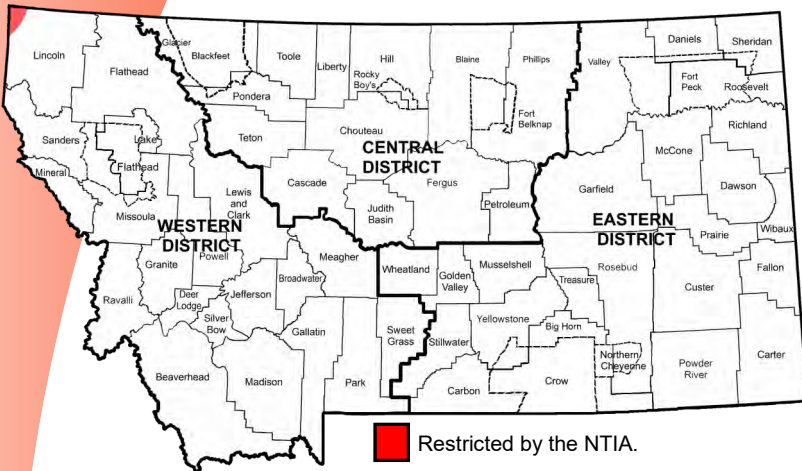 Daniels
Sheridan
Glacier
Blackfeet
Toole
Liberty
Hill
Blaine
Phillips
Valley
Lincoln
Flathead
Rocky
Boy's
Fort
Peck
Roosevelt
Pondera
Fort
Belknap
Teton
Chouteau
Richland
Sanders
Lake
CENTRAL
DISTRICT
McCone
Mineral
Flathead
Cascade
Fergus
Garfield
Dawson
Lewis
and
Clark
Judith
Basin
Petroleum
Missoula
WESTERN
DISTRICT
EASTERN
DISTRICT
Prairie
Wibaux
Meagher
Powell
Granite
Broadwater
Wheatland
Golden
Valley
Musselshell
Treasure
Rosebud
Fallon
Ravalli
Deer
Lodge
Jefferson
Silver
Bow
Gallatin
Sweet
Grass
Stillwater
Yellowstone
Big Horn
Custer
Northern
Cheyenne
Beaverhead
Madison
Park
Carbon
Crow
Powder
River
Carter
Restricted by the NTIA.